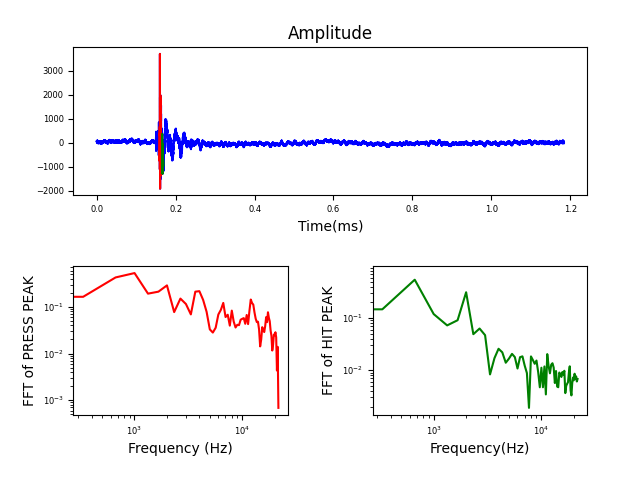 Amplitude
3000
2000
1000
0
−1000
−2000
0.0 0.2 0.4 0.6 0.8 1.0 1.2
Time(ms)
FFT of PRESS PEAK
10⁻¹
10⁻²
10⁻³
10³ 10⁴
Frequency (Hz)
FFT of HIT PEAK
10⁻¹
10⁻²
10³ 10⁴
Frequency(Hz)